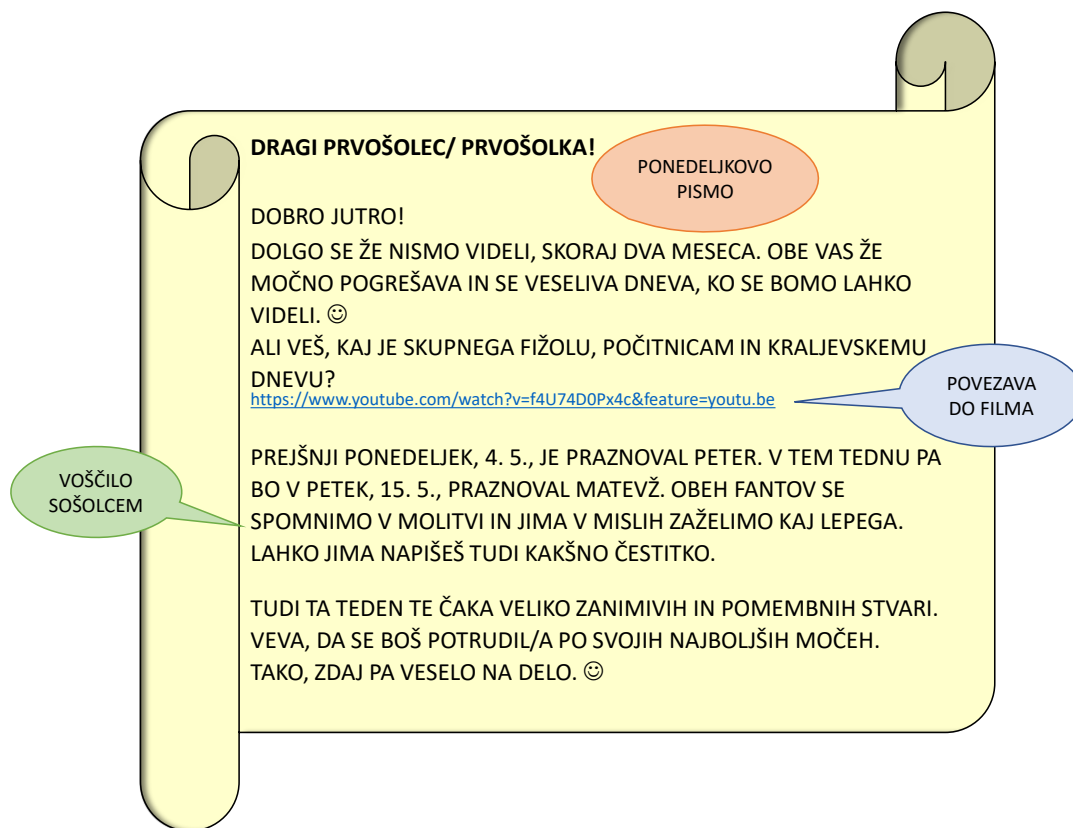 DRAGI PRVOŠOLEC/ PRVOŠOLKA!
PONEDELJKOVO
PISMO
DOBRO JUTRO!
DOLGO SE ŽE NISMO VIDELI, SKORAJ DVA MESECA. OBE VAS ŽE
MOČNO POGREŠAVA IN SE VESELIVA DNEVA, KO SE BOMO LAHKO
VIDELI. ☺
ALI VEŠ, KAJ JE SKUPNEGA FIŽOLU, POČITNICAM IN KRALJEVSKEMU
DNEVU?
https://www.youtube.com/watch?v=f4U74D0Px4c&feature=youtu.be
POVEZAVA
DO FILMA
PREJŠNJI PONEDELJEK, 4. 5., JE PRAZNOVAL PETER. V TEM TEDNU PA
BO V PETEK, 15. 5., PRAZNOVAL MATEVŽ. OBEH FANTOV SE
SPOMNIMO V MOLITVI IN JIMA V MISLIH ZAŽELIMO KAJ LEPEGA.
LAHKO JIMA NAPIŠEŠ TUDI KAKŠNO ČESTITKO.
VOŠČILO
SOŠOLCEM
TUDI TA TEDEN TE ČAKA VELIKO ZANIMIVIH IN POMEMBNIH STVARI.
VEVA, DA SE BOŠ POTRUDIL/A PO SVOJIH NAJBOLJŠIH MOČEH.
TAKO, ZDAJ PA VESELO NA DELO. ☺